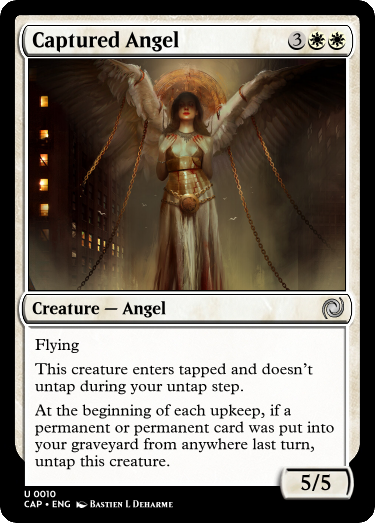 Captured Angel 3
Creature — Angel
Flying
This creature enters tapped and doesn't
untap during your untap step.
At the beginning of each upkeep, if a
permanent or permanent card was put into
your graveyard from anywhere last turn,
untap this creature.
5/5
U 0010
CAP • ENG Bastien L Deharme